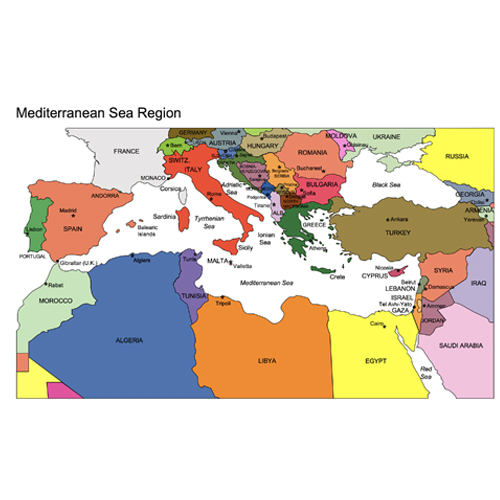 Mediterranean Sea Region
FRANCE
GERMANY
Vienna
Bern
AUSTRIA
Budapest
HUNGARY
MOLDOVA
Chisinau
UKRAINE
RUSSIA
SWITZ.
ITALY
ROMANIA
Bucharest
MONACO
Corsica
ANDORRA
Rome
Adriatic
Sea
SERBIA
BULGARIA
Sofia
Black Sea
GEORGIA
ARMENIA
Yerevan
Madrid
SPAIN
Lisbon
PORTUGAL
Balearic
Islands
Sardinia
Tyrrhenian
Sea
Tirane
ALB.
Ionian
Sea
GREECE
Athens
Ankara
TURKEY
Sicily
Gibraltar (U.K.)
Algiers
Tunis
MALTA
Valletta
Crete
Nicosia
CYPRUS
SYRIA
Beirut
LEBANON
Damascus
IRAQ
Rabat
MOROCCO
Mediterranean Sea
TUNISIA
Tripoli
ISRAEL
Tel Aviv-Yafo
GAZA
Amman
JORDAN
Cairo
ALGERIA
LIBYA
EGYPT
SAUDI ARABIA
Red
Sea